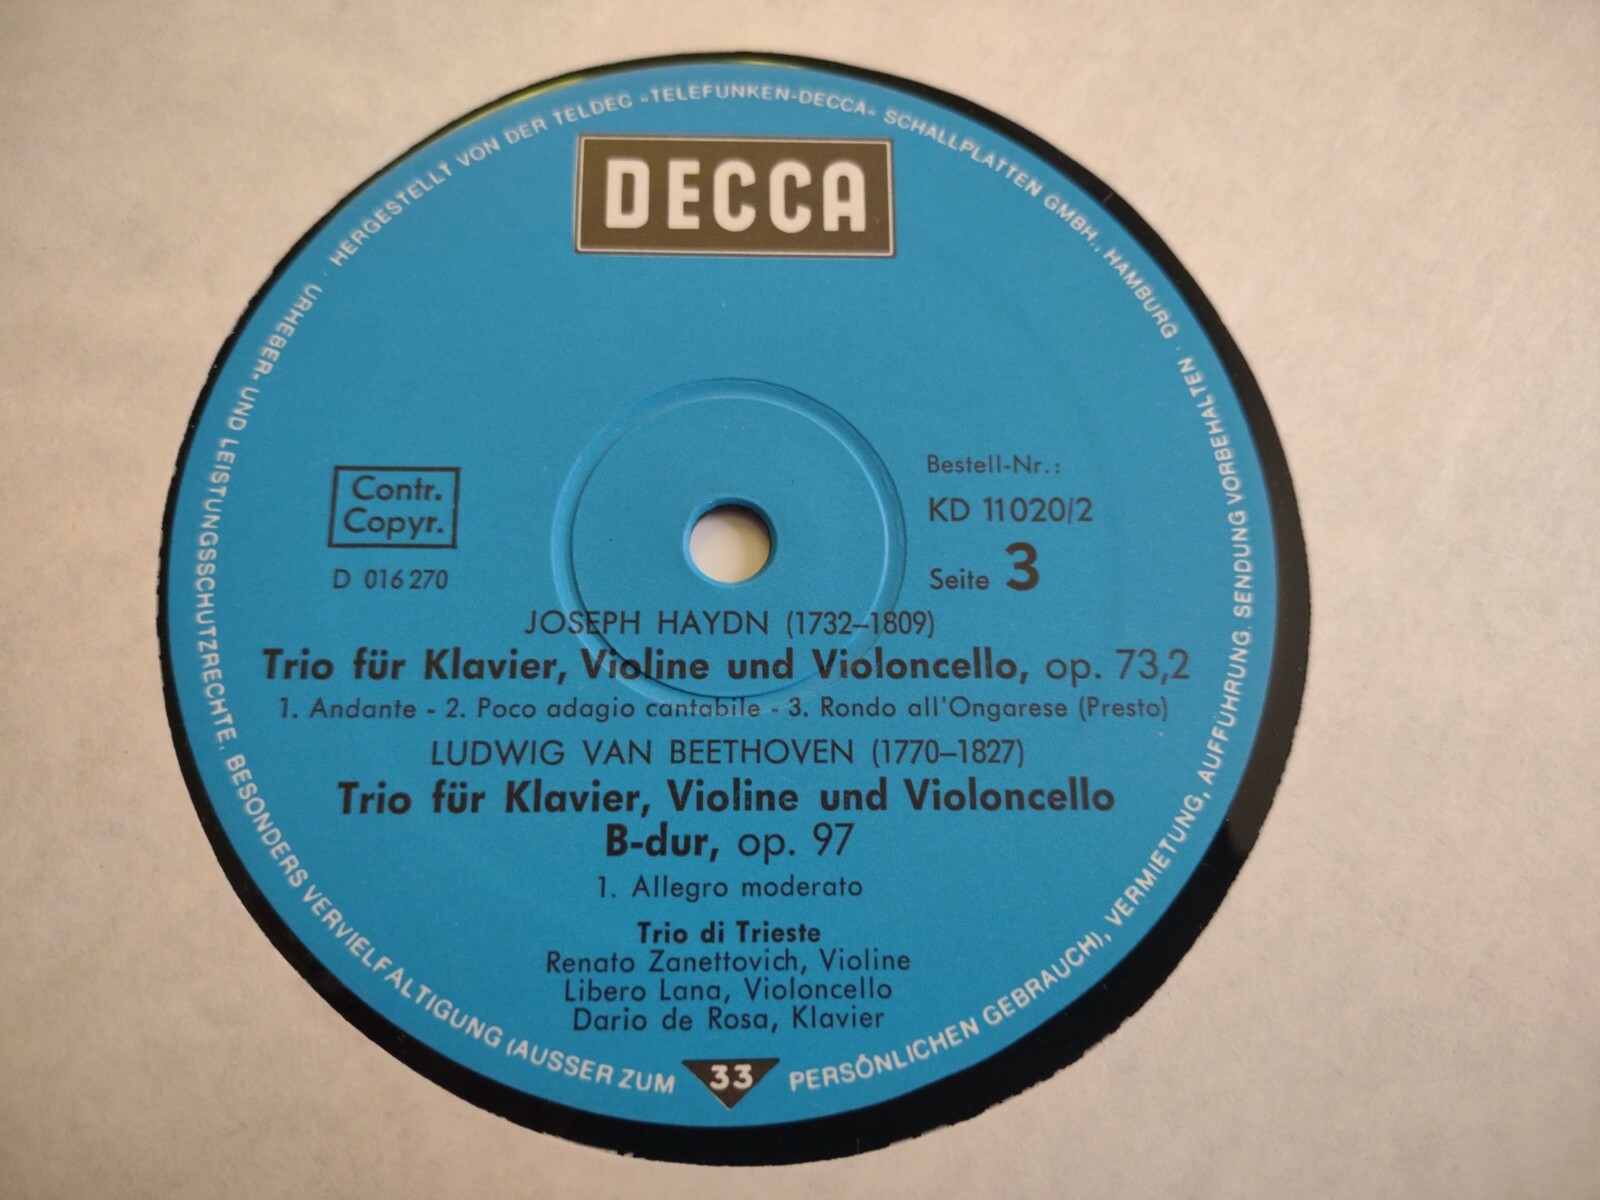 HERGESTELLT VON DER TELDEC »TELEFUNKEN-DECCA« SCHALLPLATTEN GMBH., HAMBURG · URHEBER- UND LEISTUNGSSCHUTZRECHTE, BESONDERS VERVIELFALTIGUNG (AUSSER ZUM PERSÖNLICHEN GEBRAUCH), VERMIETUNG, AUFFÜHRUNG, SENDUNG VORBEHALTEN
DECCA
Contr.
Copyr.
D 016 270
Bestell-Nr.:
KD 11 020/2
Seite 3
JOSEPH HAYDN (1732–1809)
Trio für Klavier, Violine und Violoncello, op. 73,2
1. Andante - 2. Poco adagio cantabile - 3. Rondo all'Ongarese (Presto)
LUDWIG VAN BEETHOVEN (1770–1827)
Trio für Klavier, Violine und Violoncello
B-dur, op. 97
1. Allegro moderato
Trio di Trieste
Renato Zanettovich, Violine
Libero Lana, Violoncello
Dario de Rosa, Klavier
33